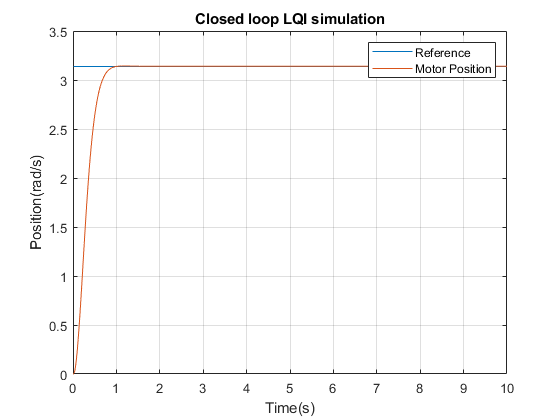 Closed loop LQI simulation
Reference
Motor Position
3.5
3
2.5
2
1.5
1
0.5
0
Position(rad/s)
0 1 2 3 4 5 6 7 8 9 10
Time(s)